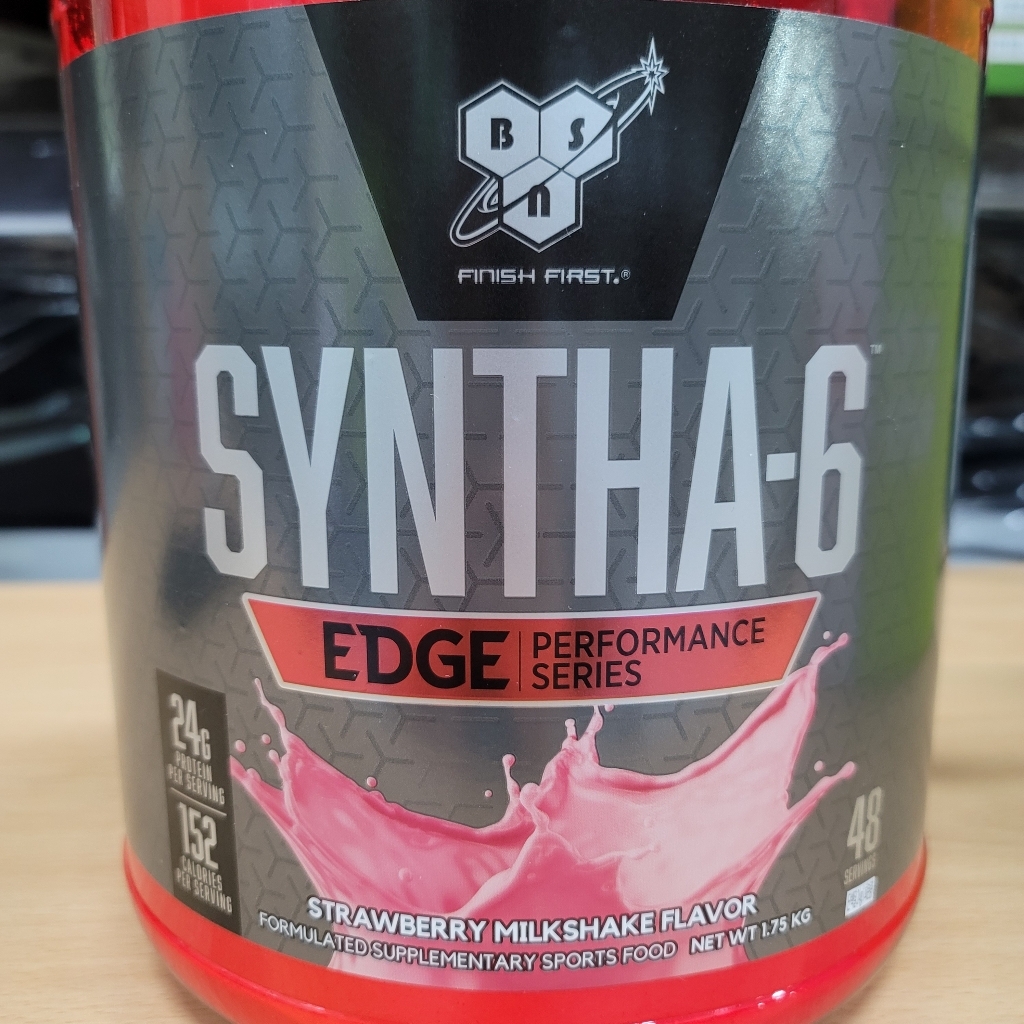 B S
n
FINISH FIRST.®
SYNTHA-6™
EDGE PERFORMANCE
SERIES
24G
PROTEIN
PER SERVING
152
CALORIES
PER SERVING
48
SERVINGS
STRAWBERRY MILKSHAKE FLAVOR
FORMULATED SUPPLEMENTARY SPORTS FOOD NET WT 1.75 KG